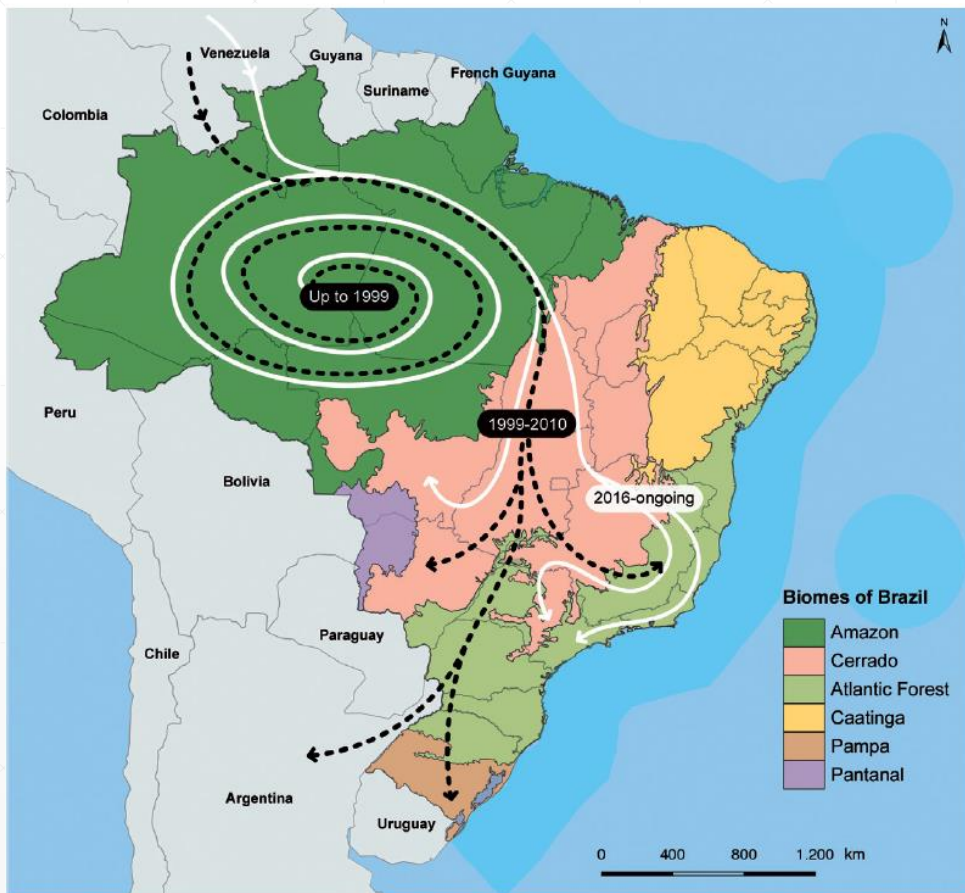 N
Venezuela
Guyana
French Guyana
Suriname
Colombia
Up to 1999
Peru
1999-2010
Bolivia
2016-ongoing
Biomes of Brazil
Amazon
Cerrado
Atlantic Forest
Caatinga
Pampa
Pantanal
Paraguay
Chile
Argentina
Uruguay
0 400 800 1.200 km